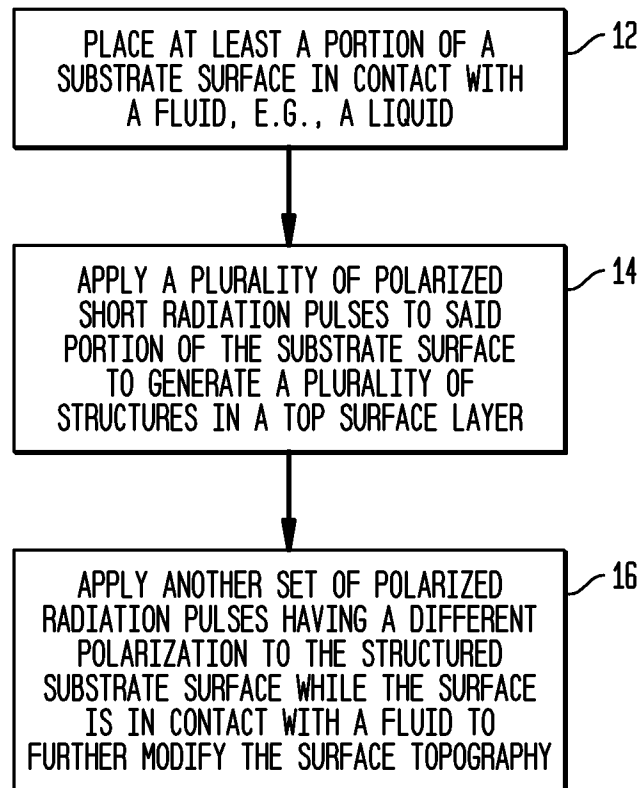 PLACE AT LEAST A PORTION OF A
SUBSTRATE SURFACE IN CONTACT WITH
A FLUID, E.G., A LIQUID
12
APPLY A PLURALITY OF POLARIZED
SHORT RADIATION PULSES TO SAID
PORTION OF THE SUBSTRATE SURFACE
TO GENERATE A PLURALITY OF
STRUCTURES IN A TOP SURFACE LAYER
14
APPLY ANOTHER SET OF POLARIZED
RADIATION PULSES HAVING A DIFFERENT
POLARIZATION TO THE STRUCTURED
SUBSTRATE SURFACE WHILE THE SURFACE
IS IN CONTACT WITH A FLUID TO
FURTHER MODIFY THE SURFACE TOPOGRAPHY
16